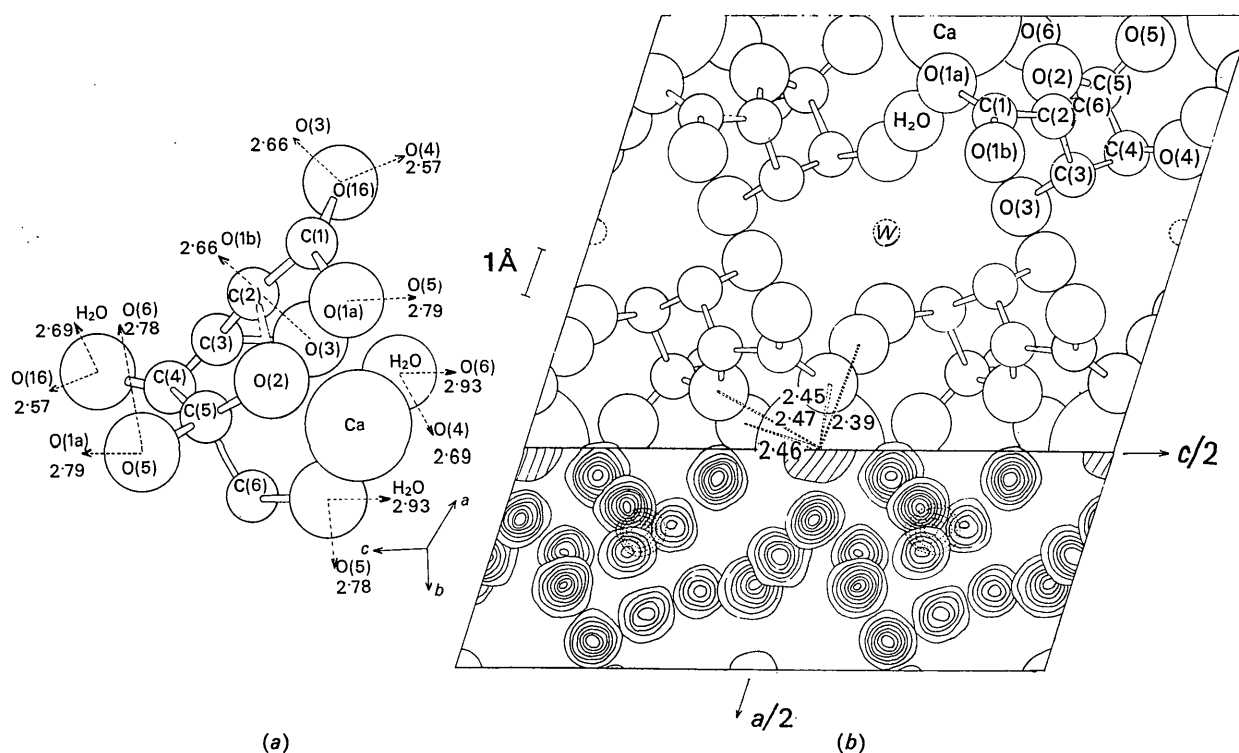 O(3)
2·66
O(4)
2·57
O(16)
C(1)
O(1b)
2·66
C(2)
O(5)
2·79
O(1a)
H₂O
O(6)
2·69
2·78
C(3)
O(3)
H₂O
O(6)
2·93
O(16)
2·57
C(4)
O(2)
C(5)
Ca
O(4)
2·69
O(1a)
2·79
O(5)
C(6)
H₂O
2·93
a
c
b
O(5)
2·78
(a)
Ca
O(6)
O(5)
O(1a)
O(2)
C(5)
C(6)
H₂O
C(1)
C(2)
O(1b)
C(4)
O(4)
C(3)
O(3)
W
1Å
2·45
2·47
2·39
2·46
c/2
a/2
(b)